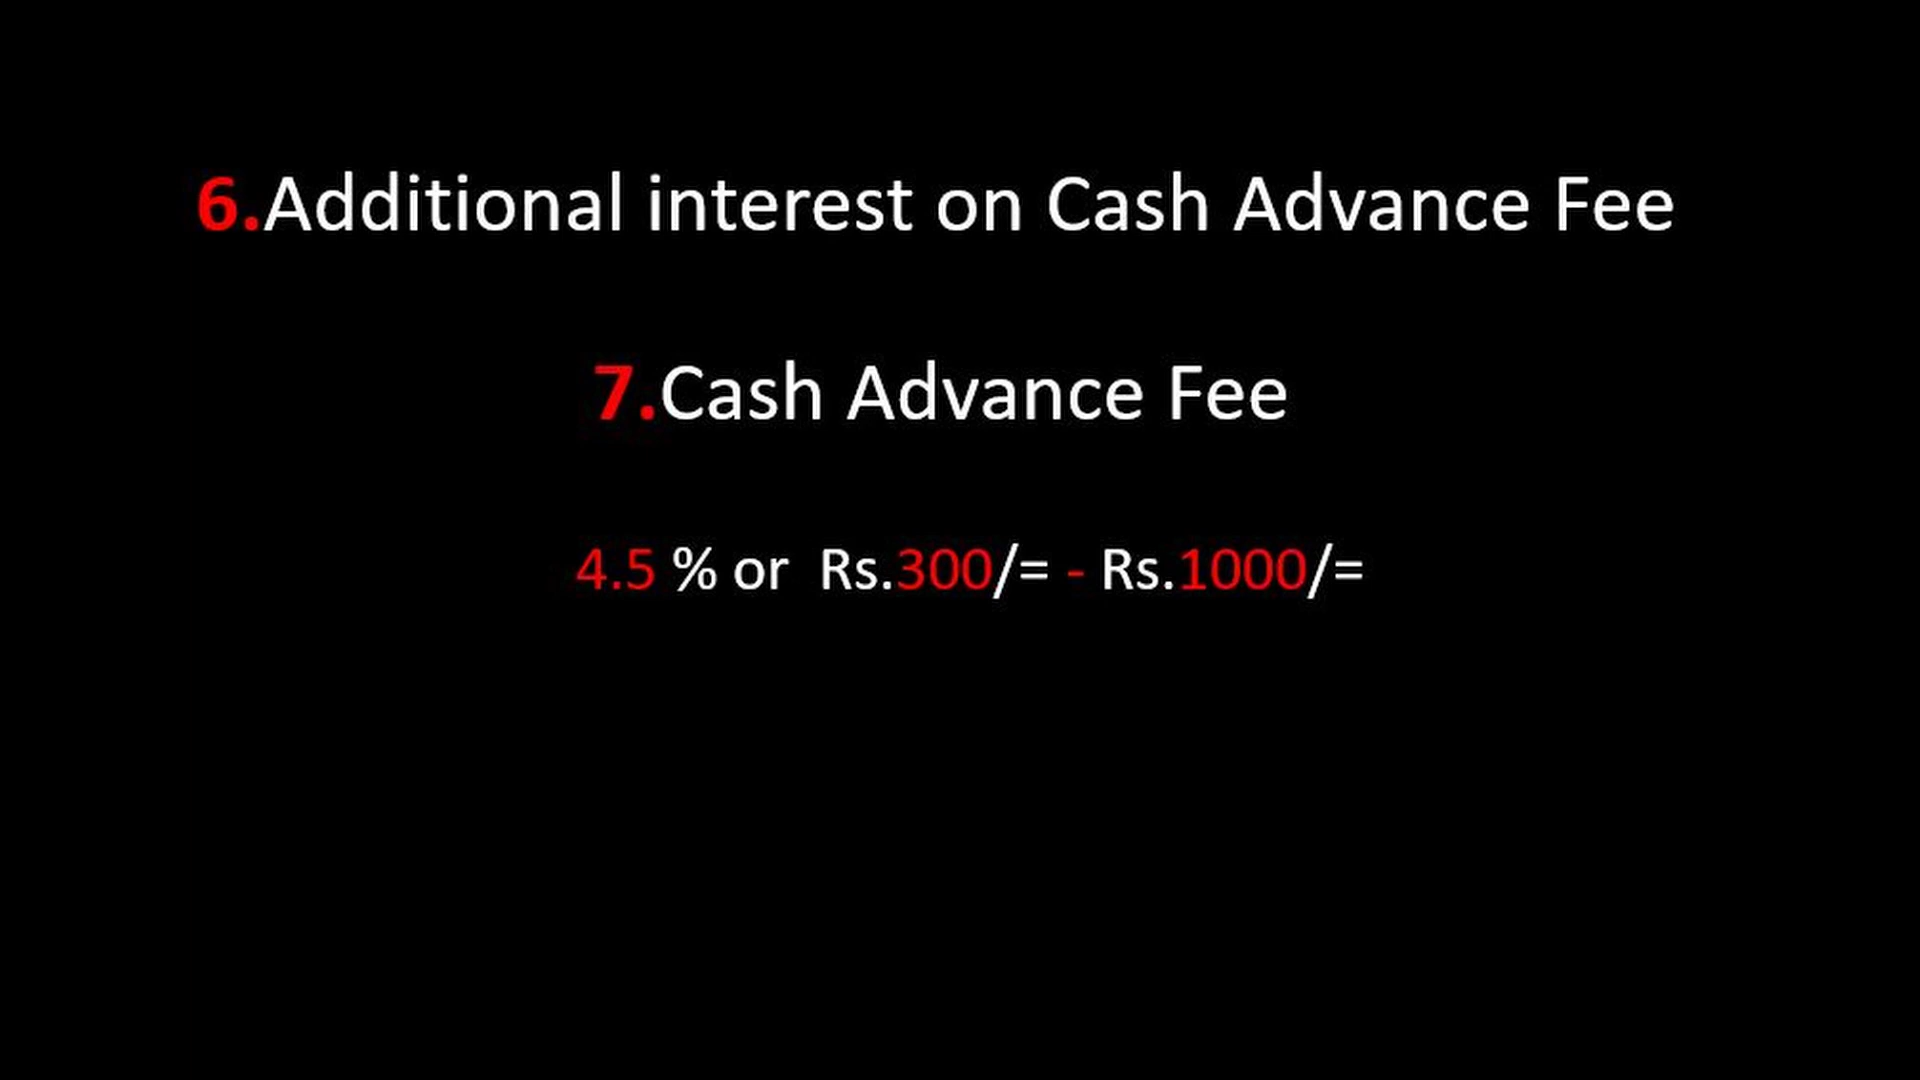 6.Additional interest on Cash Advance Fee
7.Cash Advance Fee
4.5 % or  Rs.300/= - Rs.1000/=